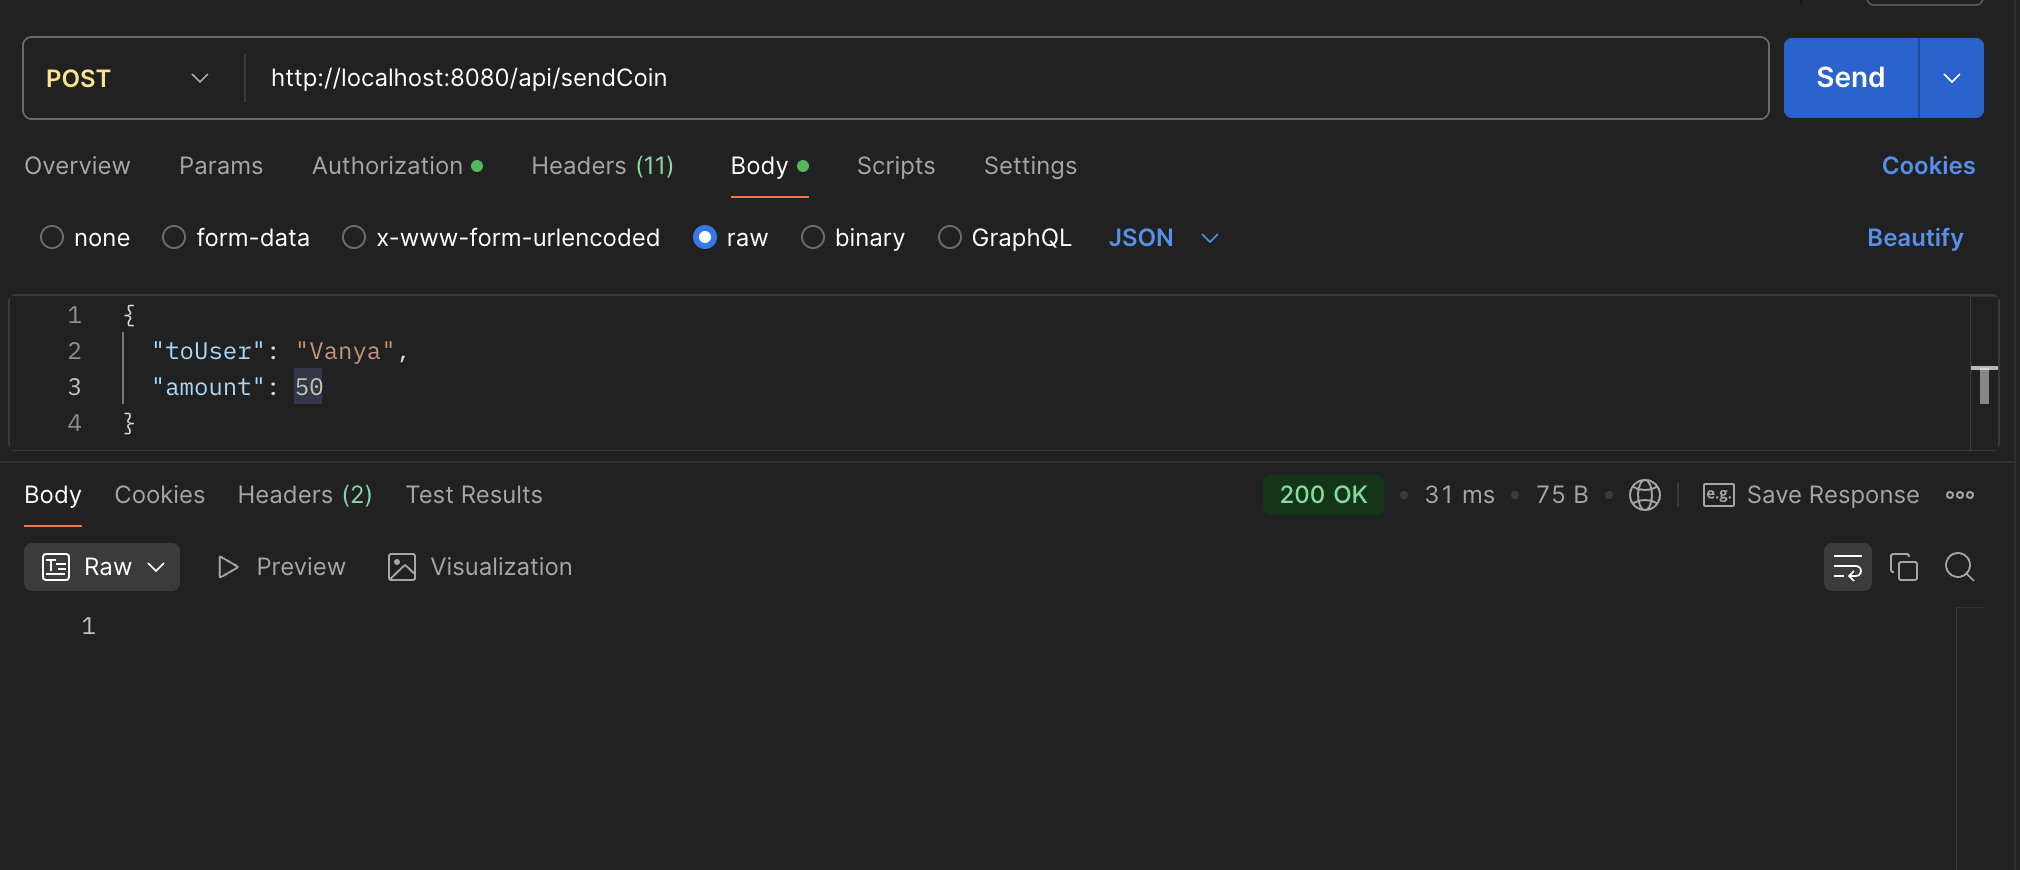 POST http://localhost:8080/api/sendCoin Send
Overview Params Authorization Headers (11) Body Scripts Settings Cookies
none form-data x-www-form-urlencoded raw binary GraphQL JSON Beautify
1 {
2 "toUser": "Vanya",
3 "amount": 50
4 }
Body Cookies Headers (2) Test Results 200 OK • 31 ms • 75 B • e.g. Save Response
Raw Preview Visualization
1